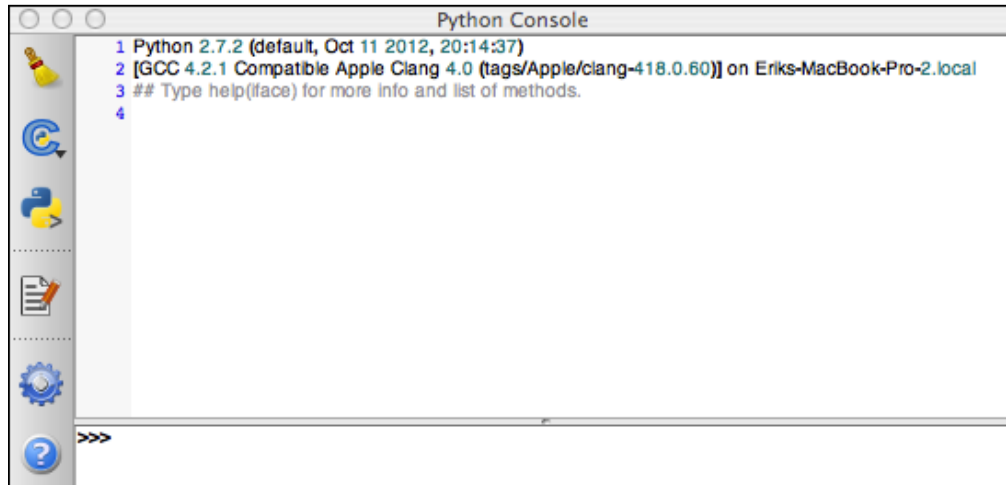 Python Console
1 Python 2.7.2 (default, Oct 11 2012, 20:14:37)
2 [GCC 4.2.1 Compatible Apple Clang 4.0 (tags/Apple/clang-418.0.60)] on Eriks-MacBook-Pro-2.local
3 ## Type help(iface) for more info and list of methods.
4
>>>